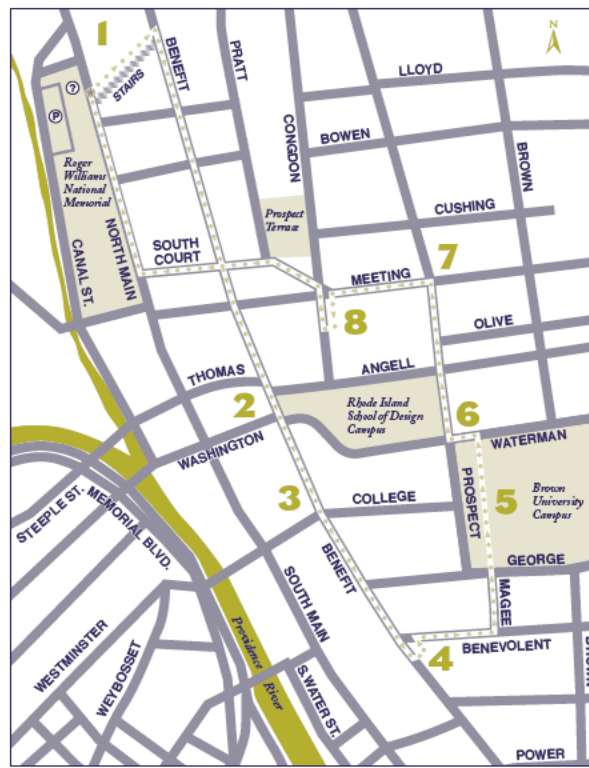 1
N
STAIRS
BENEFIT
PRATT
LLOYD
?
P
BOWEN
CONGDON
BROWN
Roger
Williams
National
Memorial
Prospect
Terrace
CUSHING
NORTH MAIN
SOUTH
COURT
CANAL ST.
7
MEETING
8
OLIVE
THOMAS
ANGELL
2
Rhode Island
School of Design
Campus
6
WATERMAN
WASHINGTON
3
COLLEGE
PROSPECT
5
Brown
University
Campus
STEEPLE ST.
MEMORIAL BLVD.
GEORGE
BENEFIT
SOUTH MAIN
MAGEE
4
BENEVOLENT
WESTMINSTER
WEYBOSSET
Providence
River
S. WATER ST.
POWER